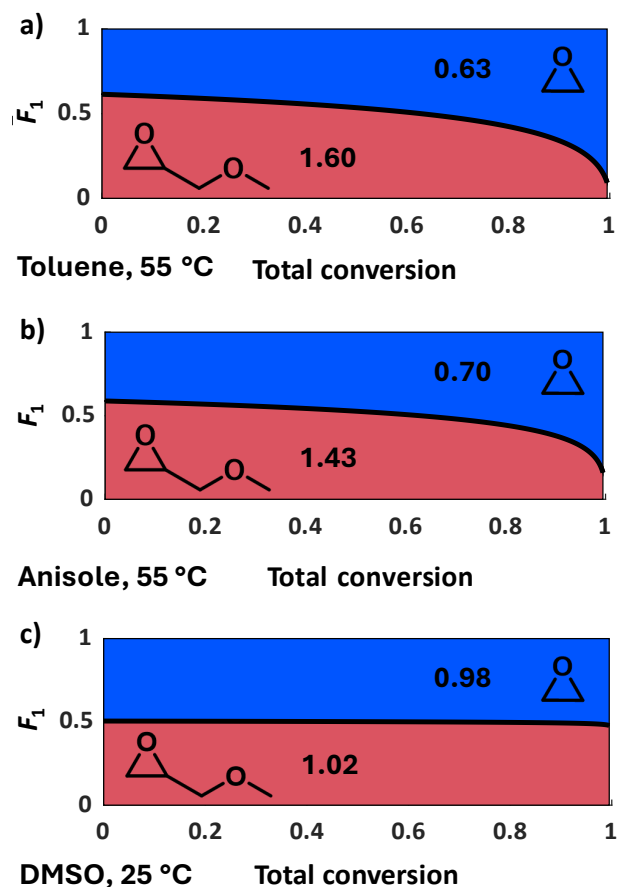 a)
1
0.63
O
0.5
F1
O
O
1.60
0
0 0.2 0.4 0.6 0.8 1
Toluene, 55 °C Total conversion
b)
1
0.70
O
0.5
F1
O
O
1.43
0
0 0.2 0.4 0.6 0.8 1
Anisole, 55 °C Total conversion
c)
1
0.98
O
0.5
F1
O
O
1.02
0
0 0.2 0.4 0.6 0.8 1
DMSO, 25 °C Total conversion